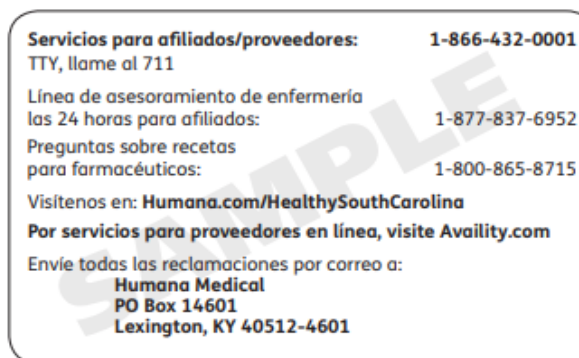 Servicios para afiliados/proveedores: 1-866-432-0001
TTY, llame al 711
Línea de asesoramiento de enfermería
las 24 horas para afiliados: 1-877-837-6952
Preguntas sobre recetas
para farmacéuticos: 1-800-865-8715
Visítenos en: Humana.com/HealthySouthCarolina
Por servicios para proveedores en línea, visite Availity.com
Envíe todas las reclamaciones por correo a:
Humana Medical
PO Box 14601
Lexington, KY 40512-4601
SAMPLE